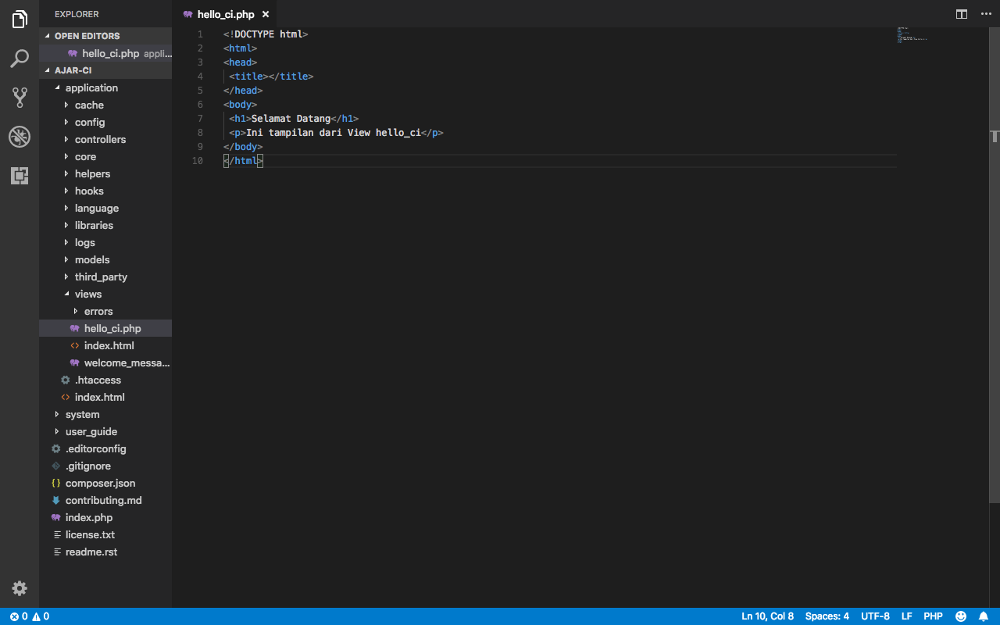 EXPLORER
OPEN EDITORS
hello_ci.php appli...
AJAR-CI
application
cache
config
controllers
core
helpers
hooks
language
libraries
logs
models
third_party
views
errors
hello_ci.php
index.html
welcome_messa...
.htaccess
index.html
system
user_guide
.editorconfig
.gitignore
composer.json
contributing.md
index.php
license.txt
readme.rst
hello_ci.php
1 <!DOCTYPE html>
2 <html>
3 <head>
4 <title></title>
5 </head>
6 <body>
7 <h1>Selamat Datang</h1>
8 <p>Ini tampilan dari View hello_ci</p>
9 </body>
10 </html>
0 0 Ln 10, Col 8 Spaces: 4 UTF-8 LF PHP